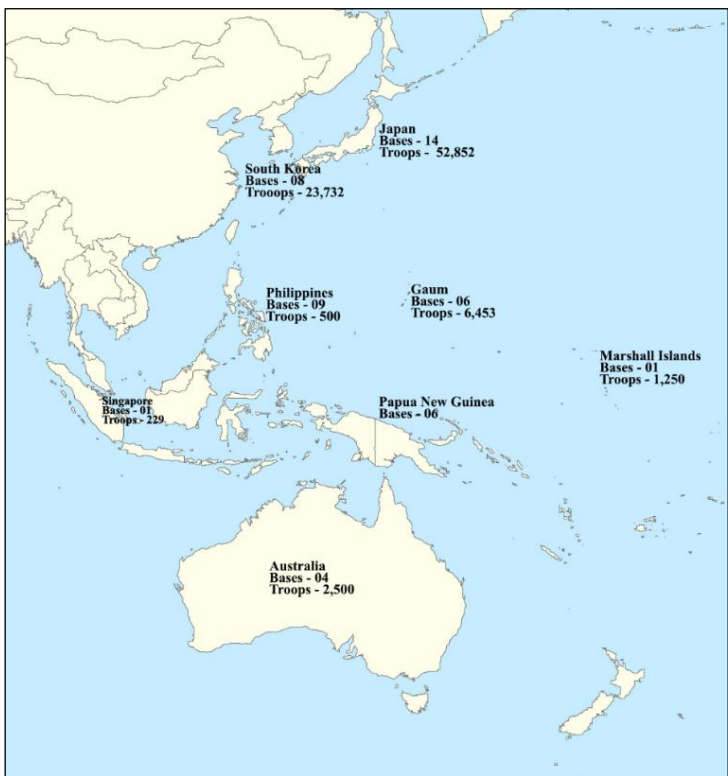 Japan
Bases - 14
Troops - 52,852
South Korea
Bases - 08
Trooops - 23,732
Philippines
Bases - 09
Troops - 500
Gaum
Bases - 06
Troops - 6,453
Marshall Islands
Bases - 01
Troops - 1,250
Singapore
Bases - 01
Troops - 229
Papua New Guinea
Bases - 06
Australia
Bases - 04
Troops - 2,500